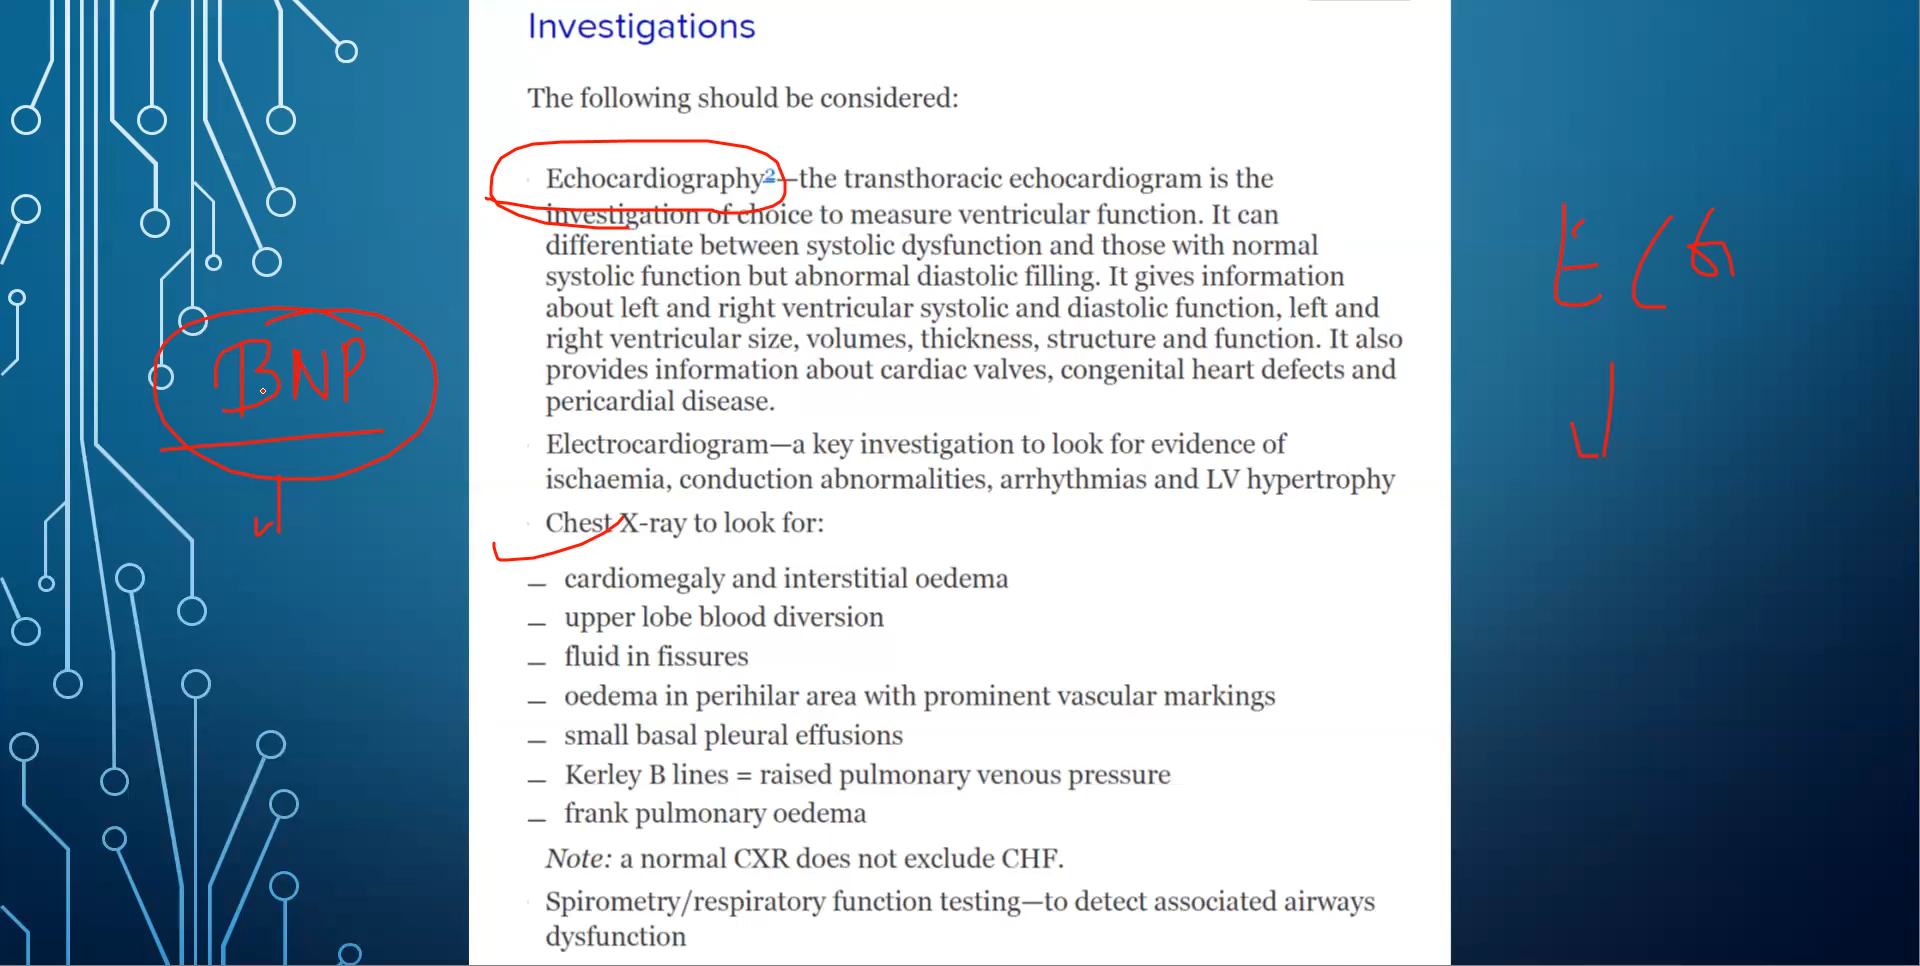 Investigations
The following should be considered:
Echocardiography2—the transthoracic echocardiogram is the
investigation of choice to measure ventricular function. It can
differentiate between systolic dysfunction and those with normal
systolic function but abnormal diastolic filling. It gives information
about left and right ventricular systolic and diastolic function, left and
right ventricular size, volumes, thickness, structure and function. It also
provides information about cardiac valves, congenital heart defects and
pericardial disease.
Electrocardiogram—a key investigation to look for evidence of
ischaemia, conduction abnormalities, arrhythmias and LV hypertrophy
Chest X-ray to look for:
— cardiomegaly and interstitial oedema
— upper lobe blood diversion
— fluid in fissures
— oedema in perihilar area with prominent vascular markings
— small basal pleural effusions
— Kerley B lines = raised pulmonary venous pressure
— frank pulmonary oedema
Note: a normal CXR does not exclude CHF.
Spirometry/respiratory function testing—to detect associated airways
dysfunction
BNP
ECG